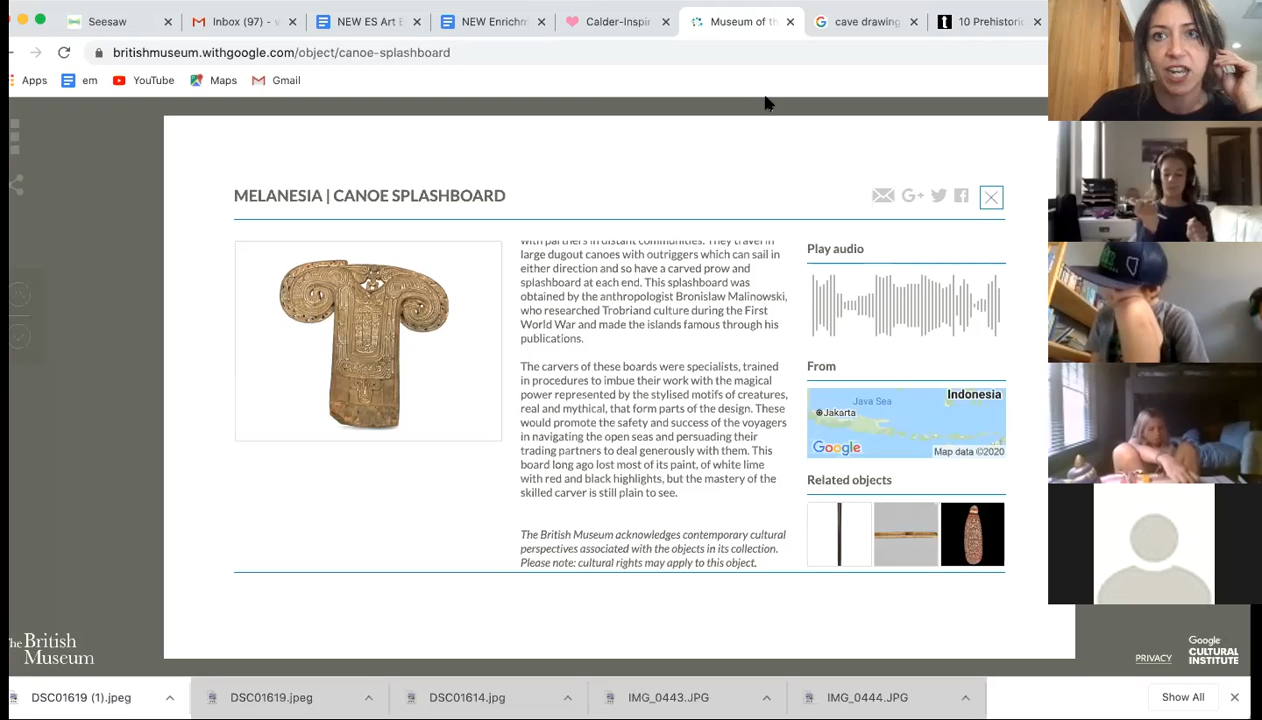 Seesaw
Inbox (97) - w
NEW ES Art
NEW Enrichm
Calder-Inspi
Museum of th
cave drawing
10 Prehistoric
britishmuseum.withgoogle.com/object/canoe-splashboard
Apps
em
YouTube
Maps
Gmail
MELANESIA | CANOE SPLASHBOARD
with partners in distant communities. They travel in
large dugout canoes with outriggers which can sail in
either direction and so have a carved prow and
splashboard at each end. This splashboard was
obtained by the anthropologist Bronislaw Malinowski,
who researched Trobriand culture during the First
World War and made the islands famous through his
publications.
The carvers of these boards were specialists, trained
in procedures to imbue their work with the magical
power represented by the stylised motifs of creatures,
real and mythical, that form parts of the design. These
would promote the safety and success of the voyagers
in navigating the open seas and persuading their
trading partners to deal generously with them. This
board long ago lost most of its paint, of white lime
with red and black highlights, but the mastery of the
skilled carver is still plain to see.
The British Museum acknowledges contemporary cultural
perspectives associated with the objects in its collection.
Please note: cultural rights may apply to this object.
G+
Play audio
From
Indonesia
Java Sea
Jakarta
Google
Map data ©2020
Related objects
The British
Museum
PRIVACY
Google
CULTURAL
INSTITUTE
DSC01619 (1).jpeg
DSC01619.jpeg
DSC01614.jpg
IMG_0443.JPG
IMG_0444.JPG
Show All